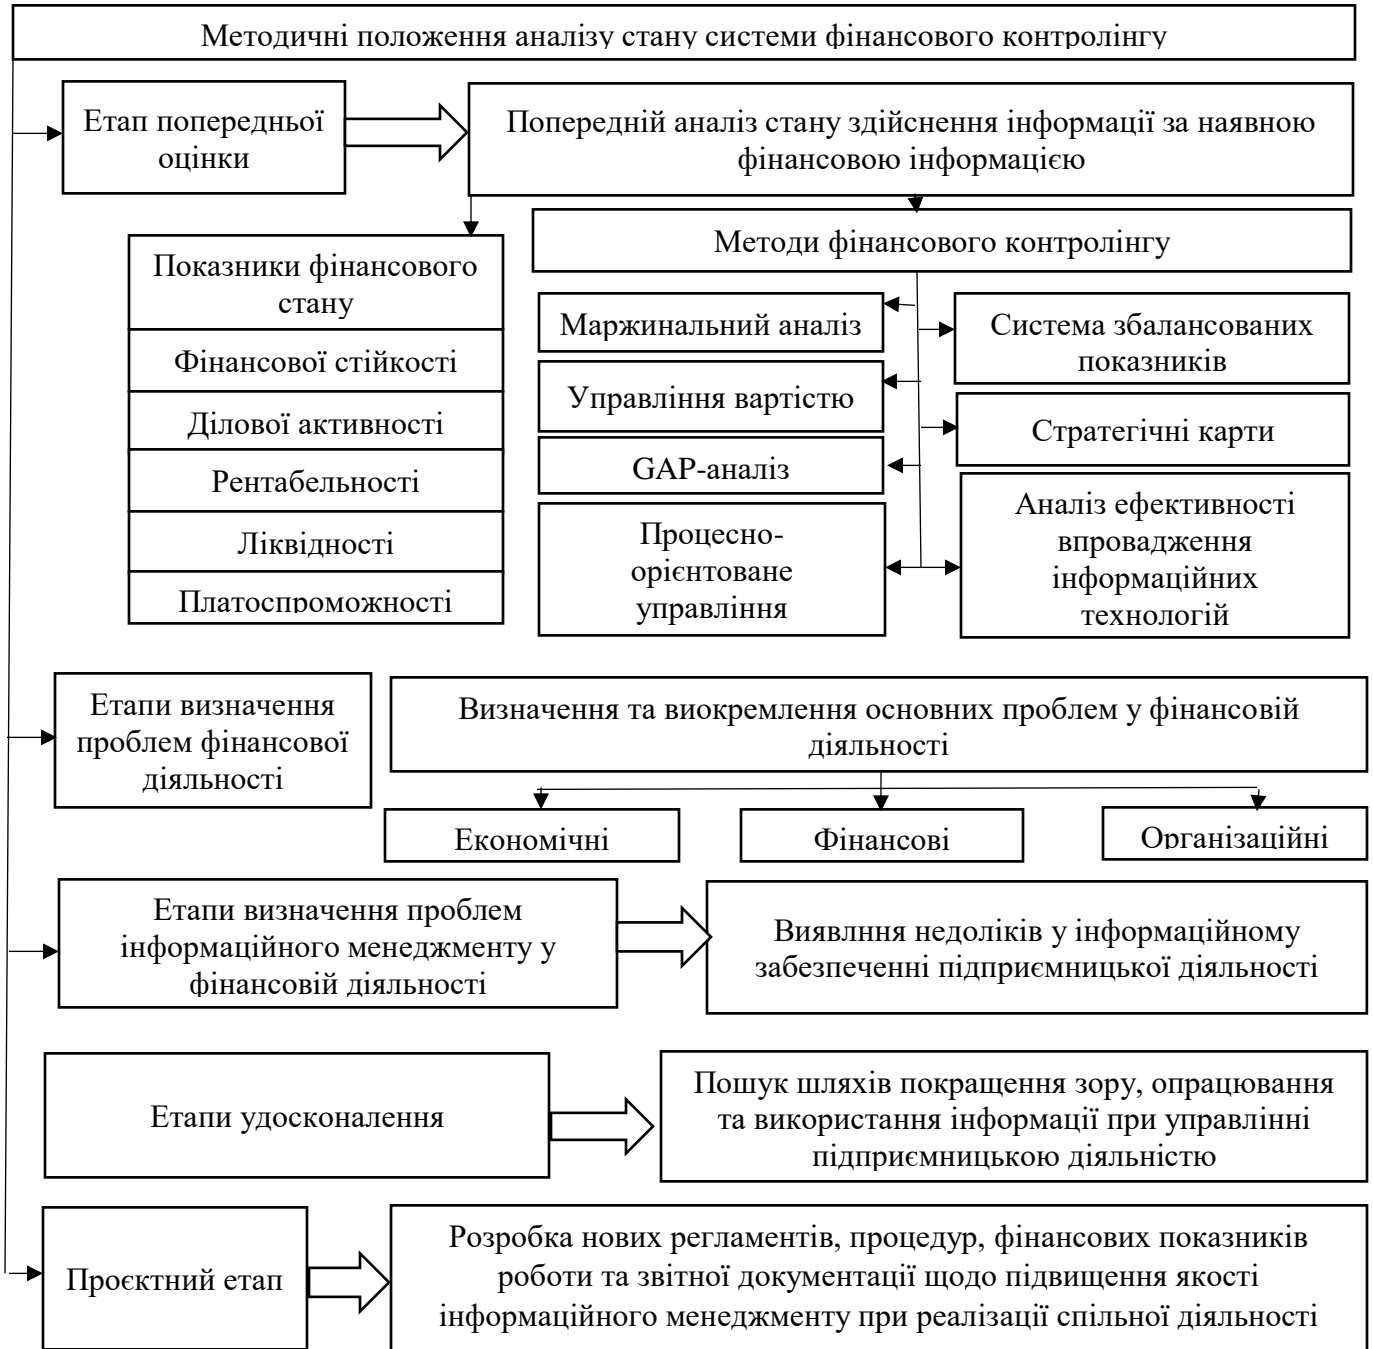 Методичні положення аналізу стану системи фінансового контролінгу
Етап попередньої
оцінки
Попередній аналіз стану здійснення інформації за наявною
фінансовою інформацією
Показники фінансового
стану
Фінансової стійкості
Ділової активності
Рентабельності
Ліквідності
Платоспроможності
Методи фінансового контролінгу
Маржинальний аналіз
Управління вартістю
GAP-аналіз
Процесно-
орієнтоване
управління
Система збалансованих
показників
Стратегічні карти
Аналіз ефективності
впровадження
інформаційних
технологій
Етапи визначення
проблем фінансової
діяльності
Визначення та виокремлення основних проблем у фінансовій
діяльності
Економічні
Фінансові
Організаційні
Етапи визначення проблем
інформаційного менеджменту у
фінансовій діяльності
Виявлння недоліків у інформаційному
забезпеченні підприємницької діяльності
Етапи удосконалення
Пошук шляхів покращення зору, опрацювання
та використання інформації при управлінні
підприємницькою діяльністю
Проєктний етап
Розробка нових регламентів, процедур, фінансових показників
роботи та звітної документації щодо підвищення якості
інформаційного менеджменту при реалізації спільної діяльності